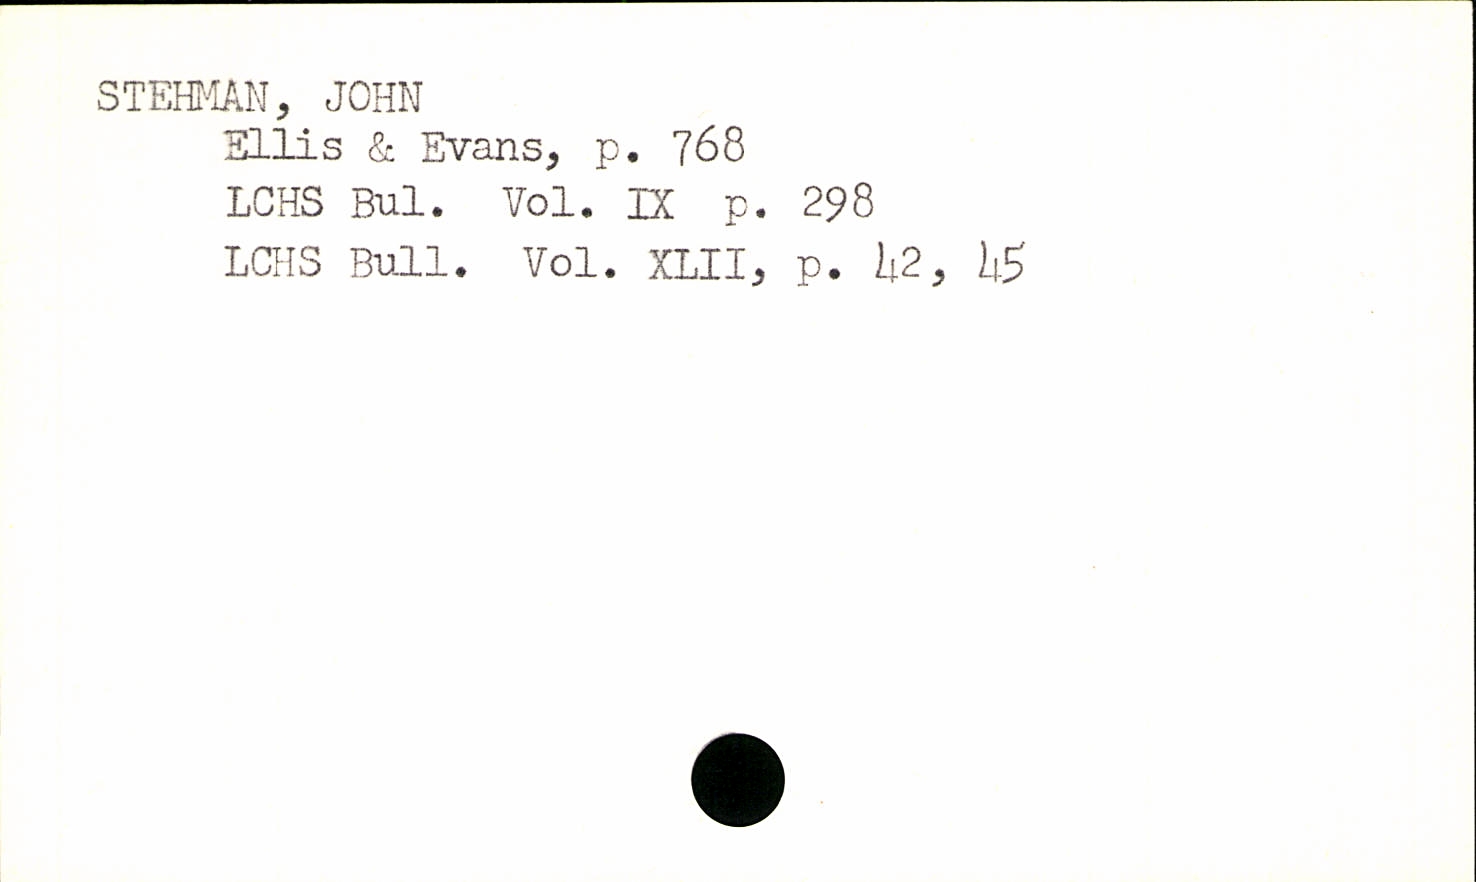 STEHMAN, JOHN
Ellis & Evans, p. 768
LCHS Bul. Vol. IX p. 298
LCHS Bull. Vol. XLII, p. 42, 45